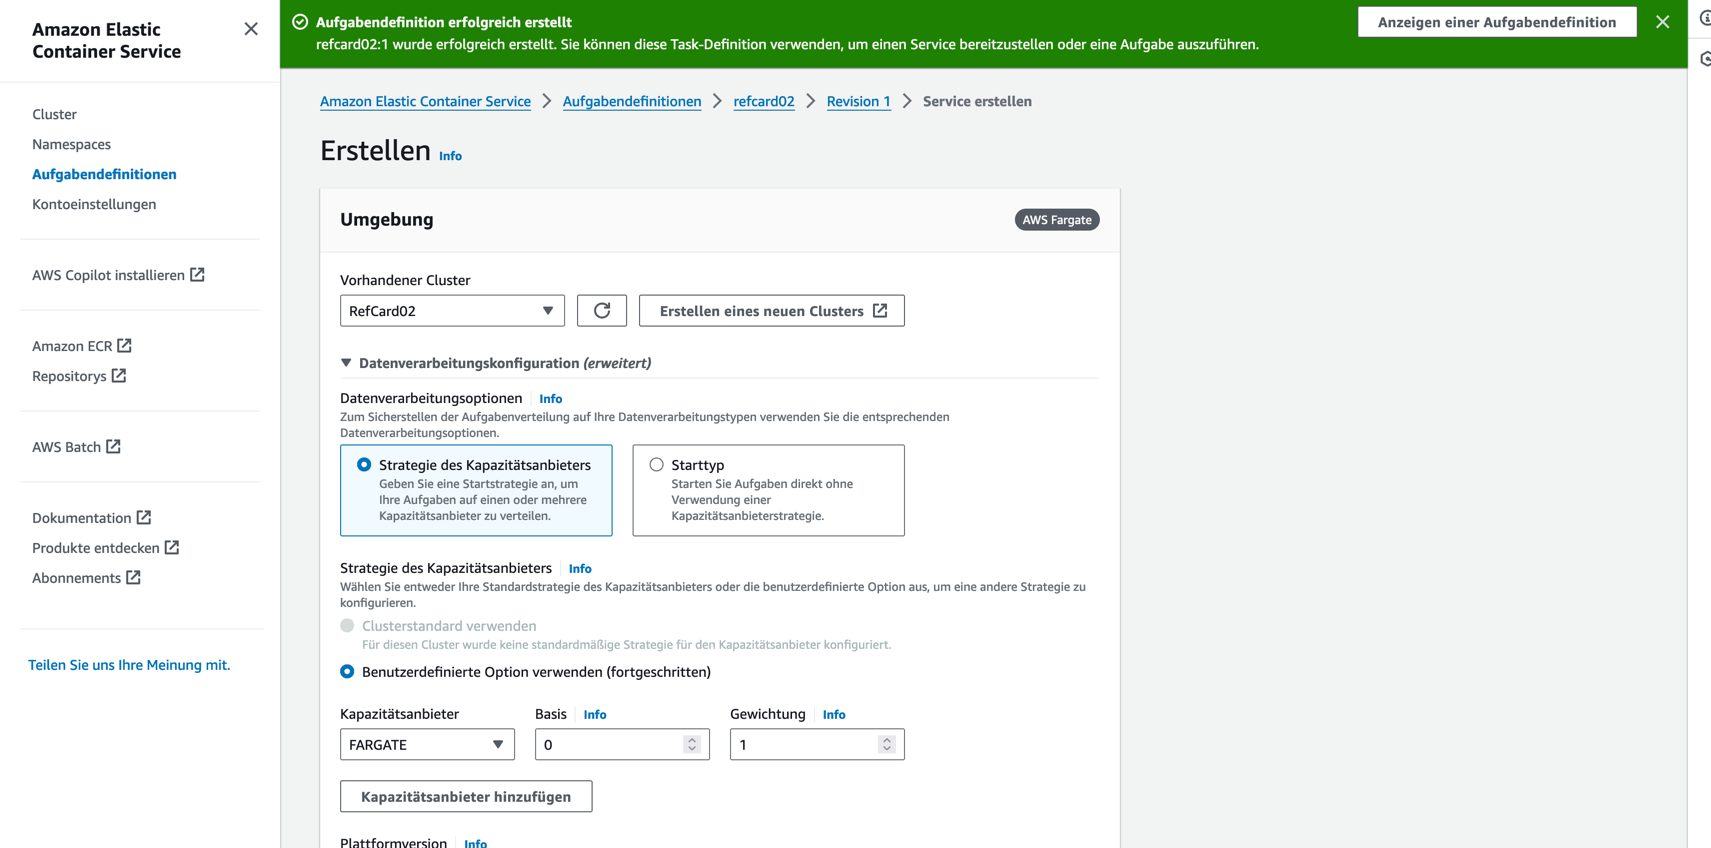 Amazon Elastic
Container Service
Cluster
Namespaces
Aufgabendefinitionen
Kontoeinstellungen
AWS Copilot installieren
Amazon ECR
Repositorys
AWS Batch
Dokumentation
Produkte entdecken
Abonnements
Teilen Sie uns Ihre Meinung mit.
Aufgabendefinition erfolgreich erstellt
refcard02:1 wurde erfolgreich erstellt. Sie können diese Task-Definition verwenden, um einen Service bereitzustellen oder eine Aufgabe auszuführen.
Anzeigen einer Aufgabendefinition
Amazon Elastic Container Service > Aufgabendefinitionen > refcard02 > Revision 1 > Service erstellen
Erstellen Info
Umgebung
AWS Fargate
Vorhandener Cluster
RefCard02
Erstellen eines neuen Clusters
Datenverarbeitungskonfiguration (erweitert)
Datenverarbeitungsoptionen Info
Zum Sicherstellen der Aufgabenverteilung auf Ihre Datenverarbeitungstypen verwenden Sie die entsprechenden
Datenverarbeitungsoptionen.
Strategie des Kapazitätsanbieters
Geben Sie eine Startstrategie an, um
Ihre Aufgaben auf einen oder mehrere
Kapazitätsanbieter zu verteilen.
Starttyp
Starten Sie Aufgaben direkt ohne
Verwendung einer
Kapazitätsanbieterstrategie.
Strategie des Kapazitätsanbieters Info
Wählen Sie entweder Ihre Standardstrategie des Kapazitätsanbieters oder die benutzerdefinierte Option aus, um eine andere Strategie zu
konfigurieren.
Clusterstandard verwenden
Für diesen Cluster wurde keine standardmäßige Strategie für den Kapazitätsanbieter konfiguriert.
Benutzerdefinierte Option verwenden (fortgeschritten)
Kapazitätsanbieter
Basis Info
Gewichtung Info
FARGATE
0
1
Kapazitätsanbieter hinzufügen
Plattformversion Info